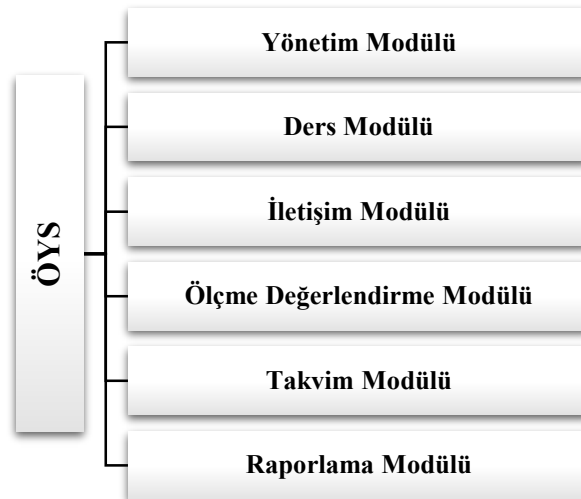 ÖYS
Yönetim Modülü
Ders Modülü
İletişim Modülü
Ölçme Değerlendirme Modülü
Takvim Modülü
Raporlama Modülü